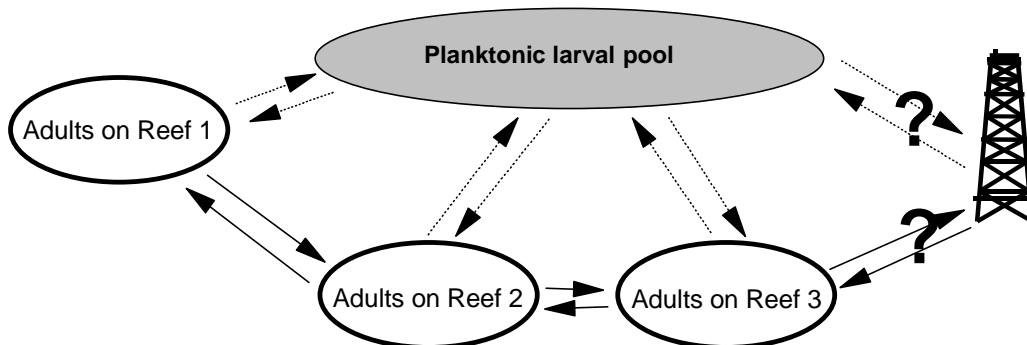 Planktonic larval pool
?
Adults on Reef 1
?
Adults on Reef 2
Adults on Reef 3